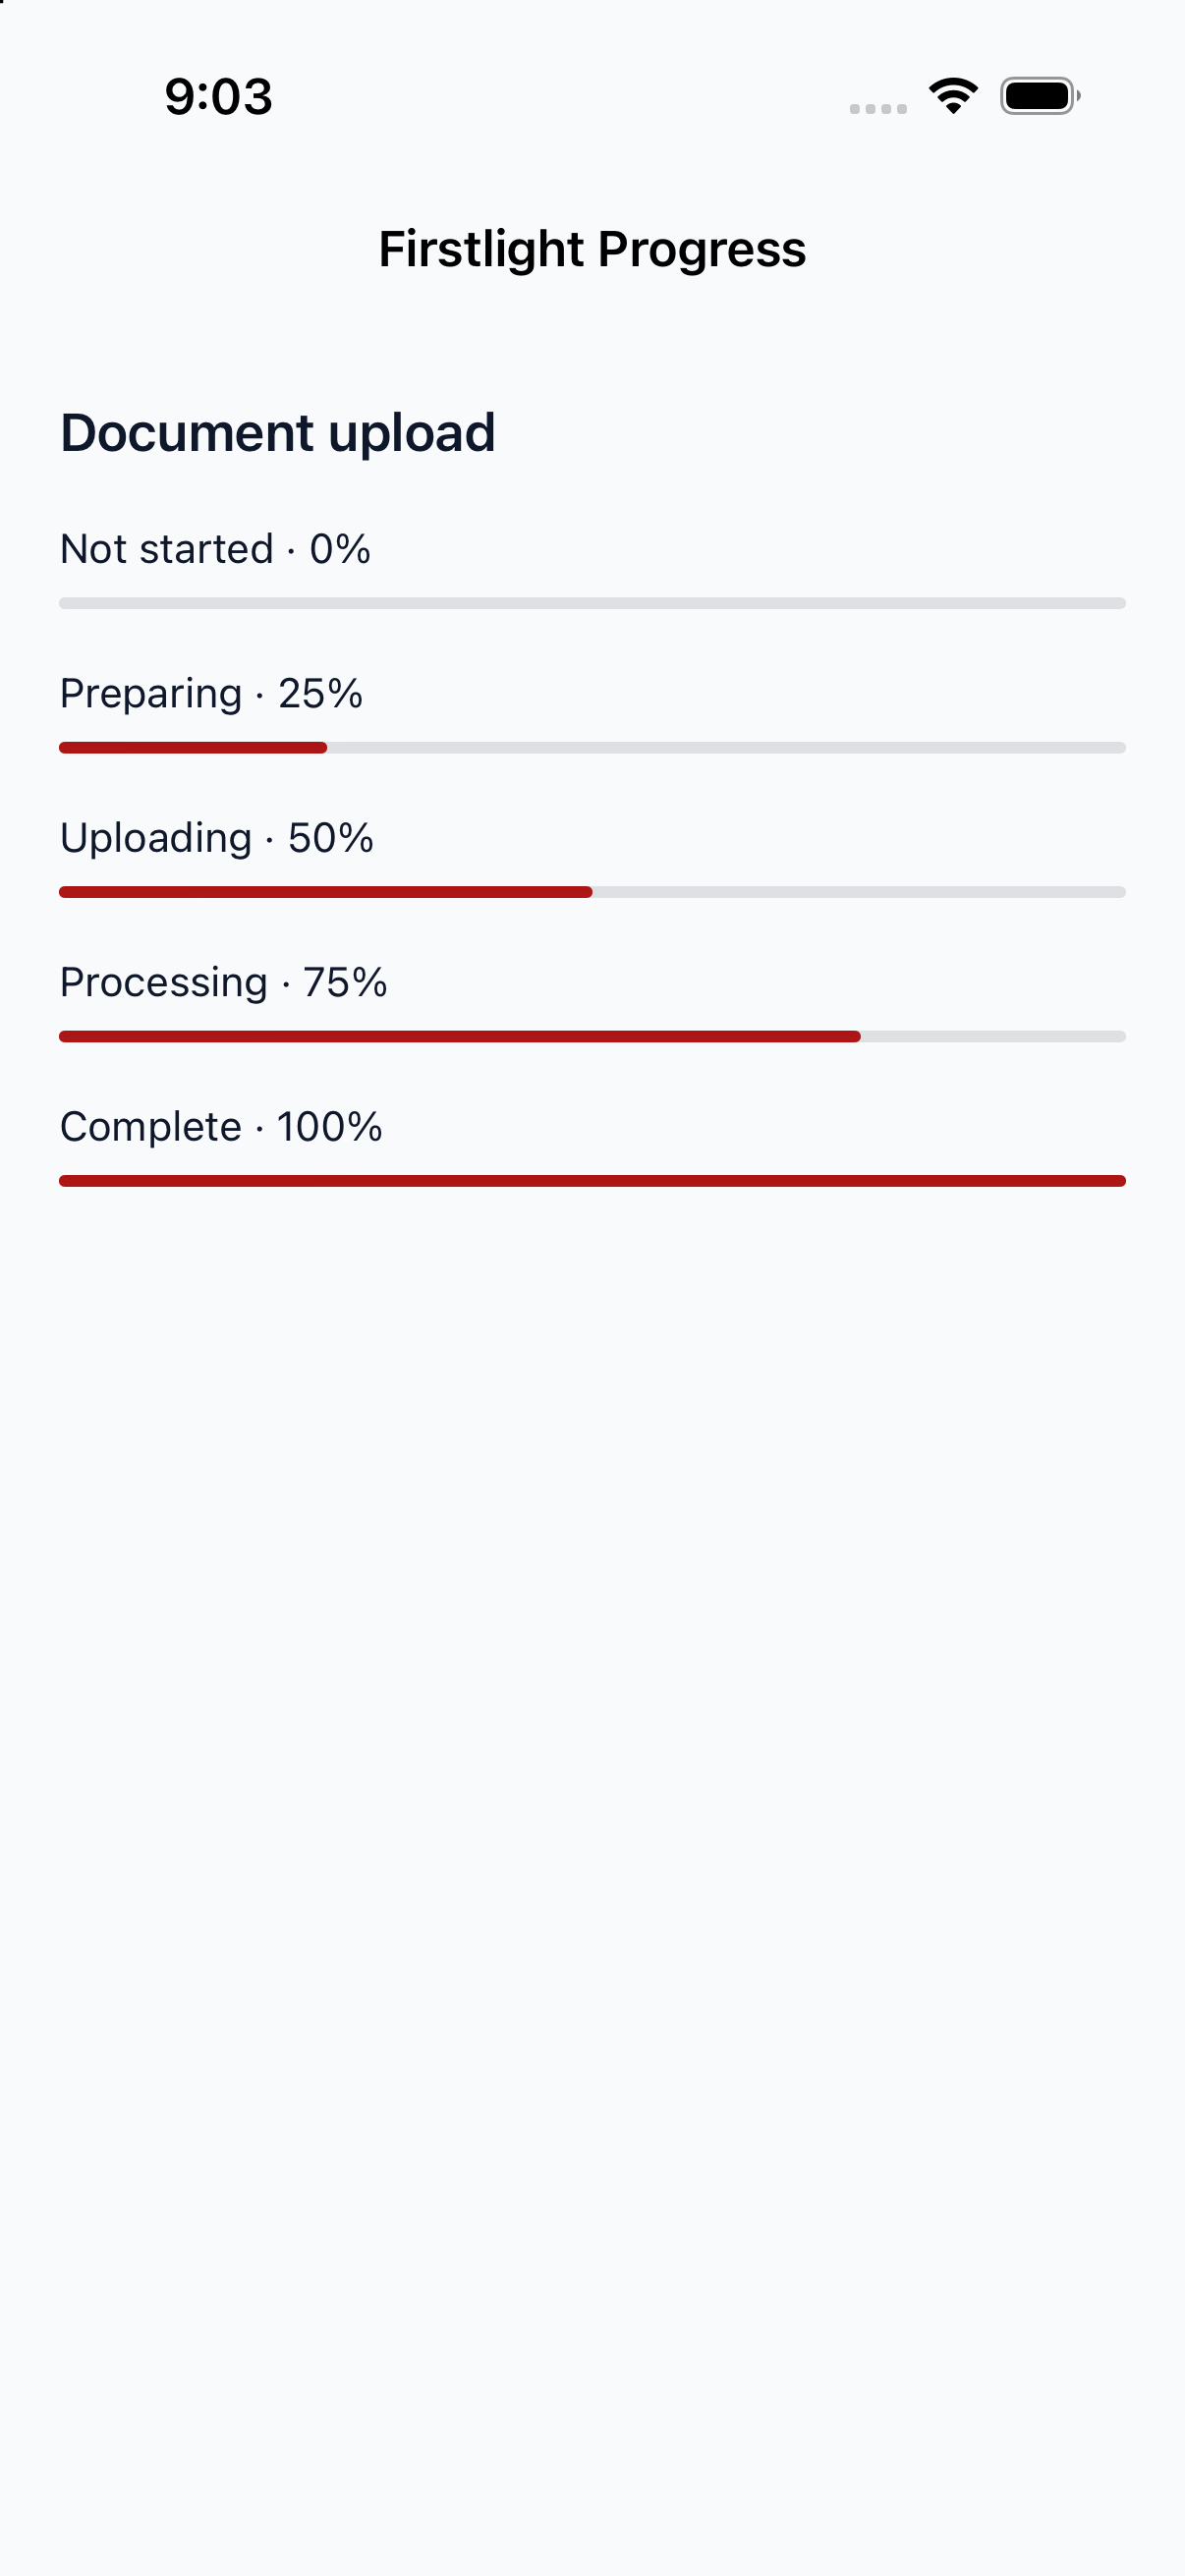 9:03
Firstlight Progress
Document upload
Not started · 0%
Preparing · 25%
Uploading · 50%
Processing · 75%
Complete · 100%